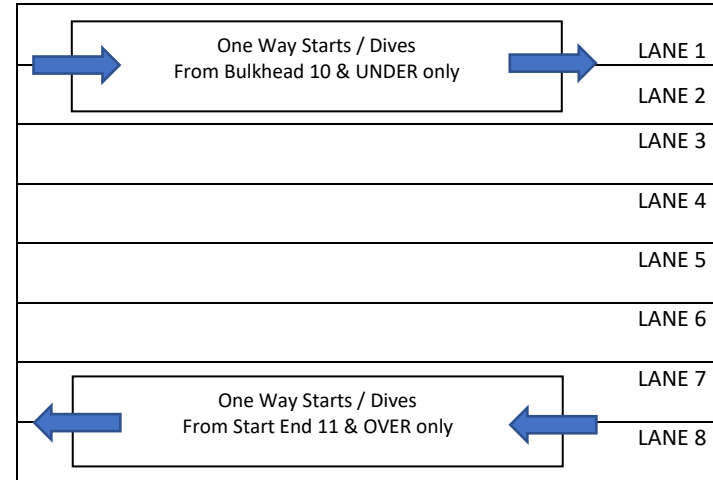 One Way Starts / Dives
From Bulkhead 10 & UNDER only
LANE 1
LANE 2
LANE 3
LANE 4
LANE 5
LANE 6
LANE 7
One Way Starts / Dives
From Start End 11 & OVER only
LANE 8